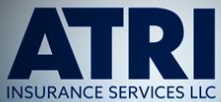 ATRI
INSURANCE SERVICES LLC